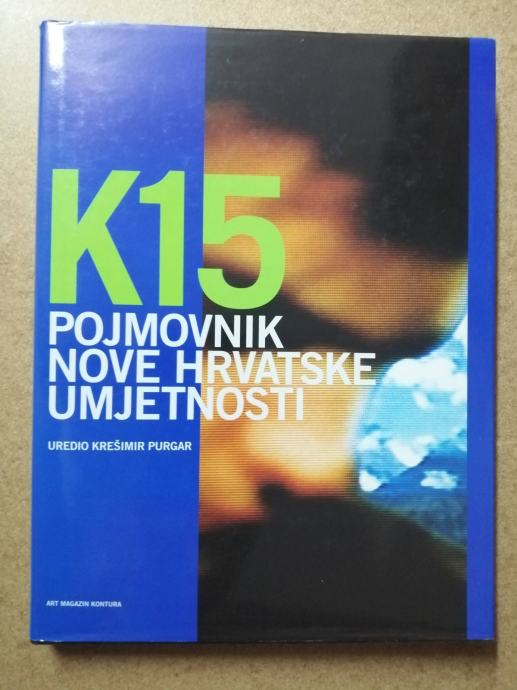 K15
POJMOVNIK
NOVE HRVATSKE
UMJETNOSTI
UREDIO KREŠIMIR PURGAR
ART MAGAZIN KONTURA